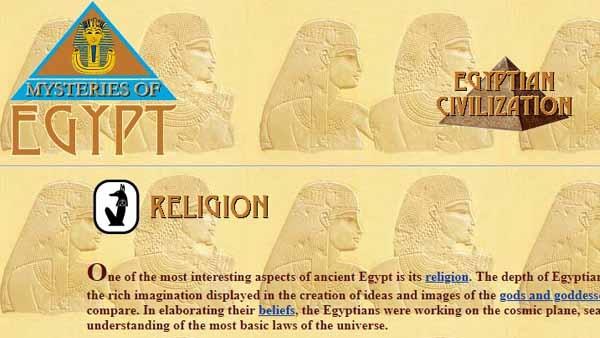 MYSTERIES OF
EGYPT
EGYPTIAN
CIVILIZATION
RELIGION
One of the most interesting aspects of ancient Egypt is its religion. The depth of Egyptian
the rich imagination displayed in the creation of ideas and images of the gods and goddesse
compare. In elaborating their beliefs, the Egyptians were working on the cosmic plane, sea
understanding of the most basic laws of the universe.